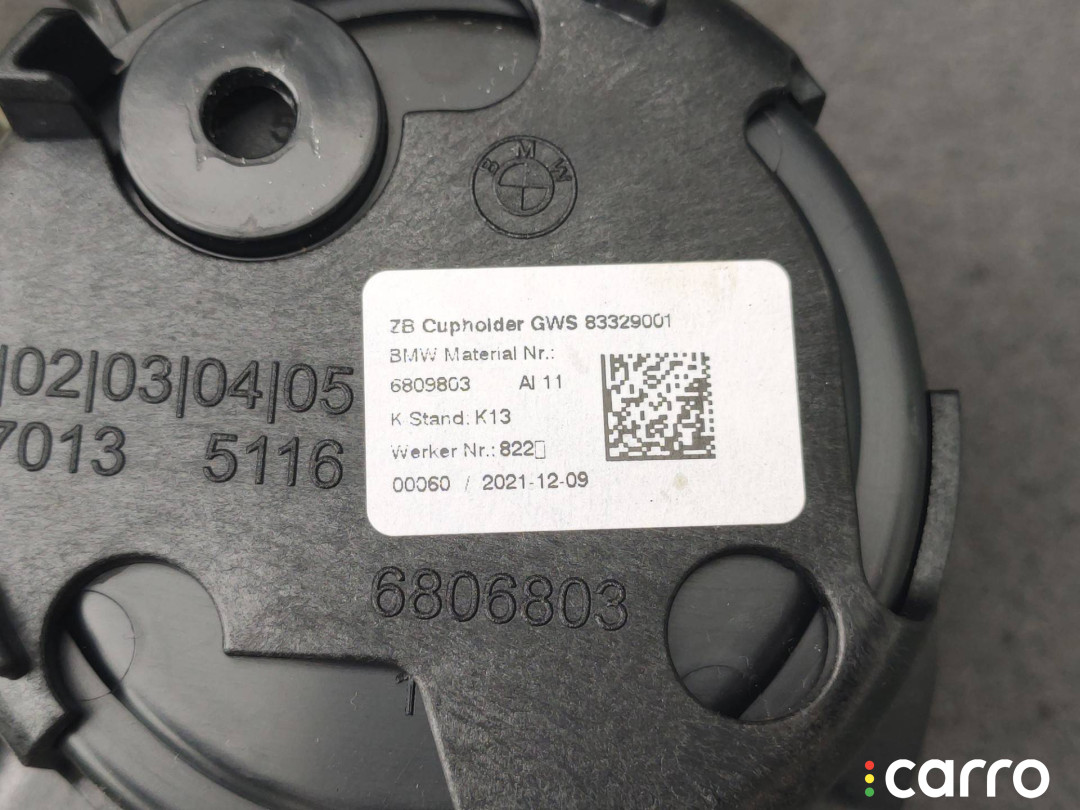 BMW
ZB Cupholder GWS 83329001
BMW Material Nr.:
6809803 AI 11
K Stand: K13
Werker Nr.: 822
00060 / 2021-12-09
|02|03|04|05
7013 5116
6806803
1
carro